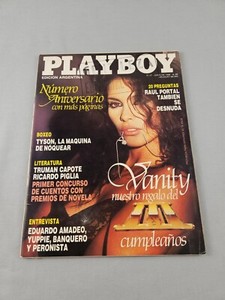 PLAYBOY
EDICION ARGENTINA
Número
Aniversario
con más páginas
20 PREGUNTAS
RAUL PORTAL
TAMBIEN
SE
DESNUDA
BOXEO
TYSON, LA MAQUINA
DE NOQUEAR
LITERATURA
TRUMAN CAPOTE
RICARDO PIGLIA
PRIMER CONCURSO
DE CUENTOS CON
PREMIOS DE NOVELA
Vanity
nuestro regalo del
cumpleaños
ENTREVISTA
EDUARDO AMADEO,
YUPPIE, BANQUERO
Y PERONISTA